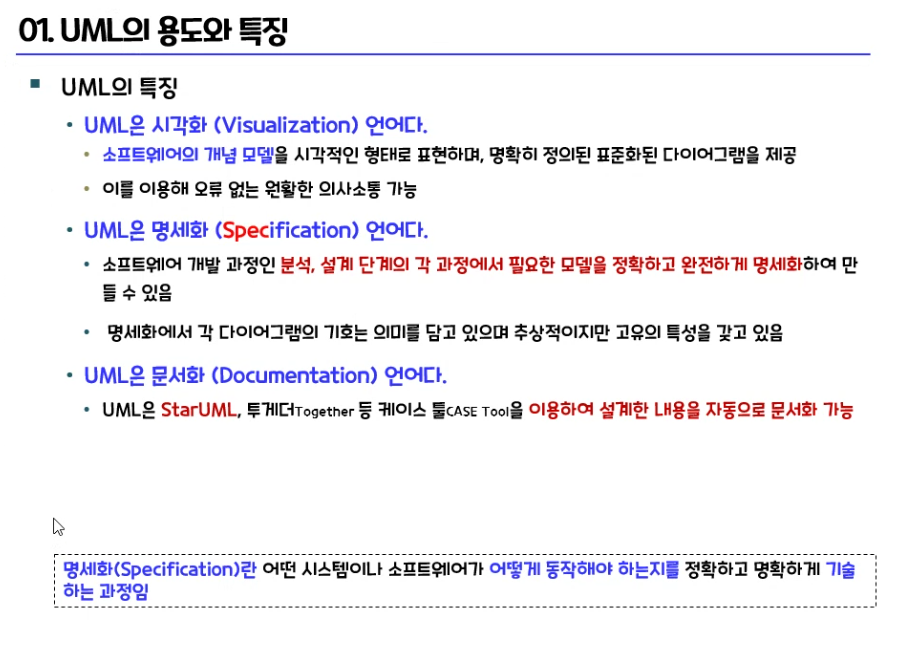 01. UML의 용도와 특징
UML의 특징
UML은 시각화 (Visualization) 언어다.
소프트웨어의 개념 모델을 시각적인 형태로 표현하며, 명확히 정의된 표준화된 다이어그램을 제공
이를 이용해 오류 없는 원활한 의사소통 가능
UML은 명세화 (Specification) 언어다.
소프트웨어 개발 과정인 분석, 설계 단계의 각 과정에서 필요한 모델을 정확하고 완전하게 명세화하여 만
들 수 있음
명세화에서 각 다이어그램의 기호는 의미를 담고 있으며 추상적이지만 고유의 특성을 갖고 있음
UML은 문서화 (Documentation) 언어다.
UML은 StarUML, 투게더Together 등 케이스 툴CASE Tool을 이용하여 설계한 내용을 자동으로 문서화 가능
명세화(Specification)란 어떤 시스템이나 소프트웨어가 어떻게 동작해야 하는지를 정확하고 명확하게 기술
하는 과정임